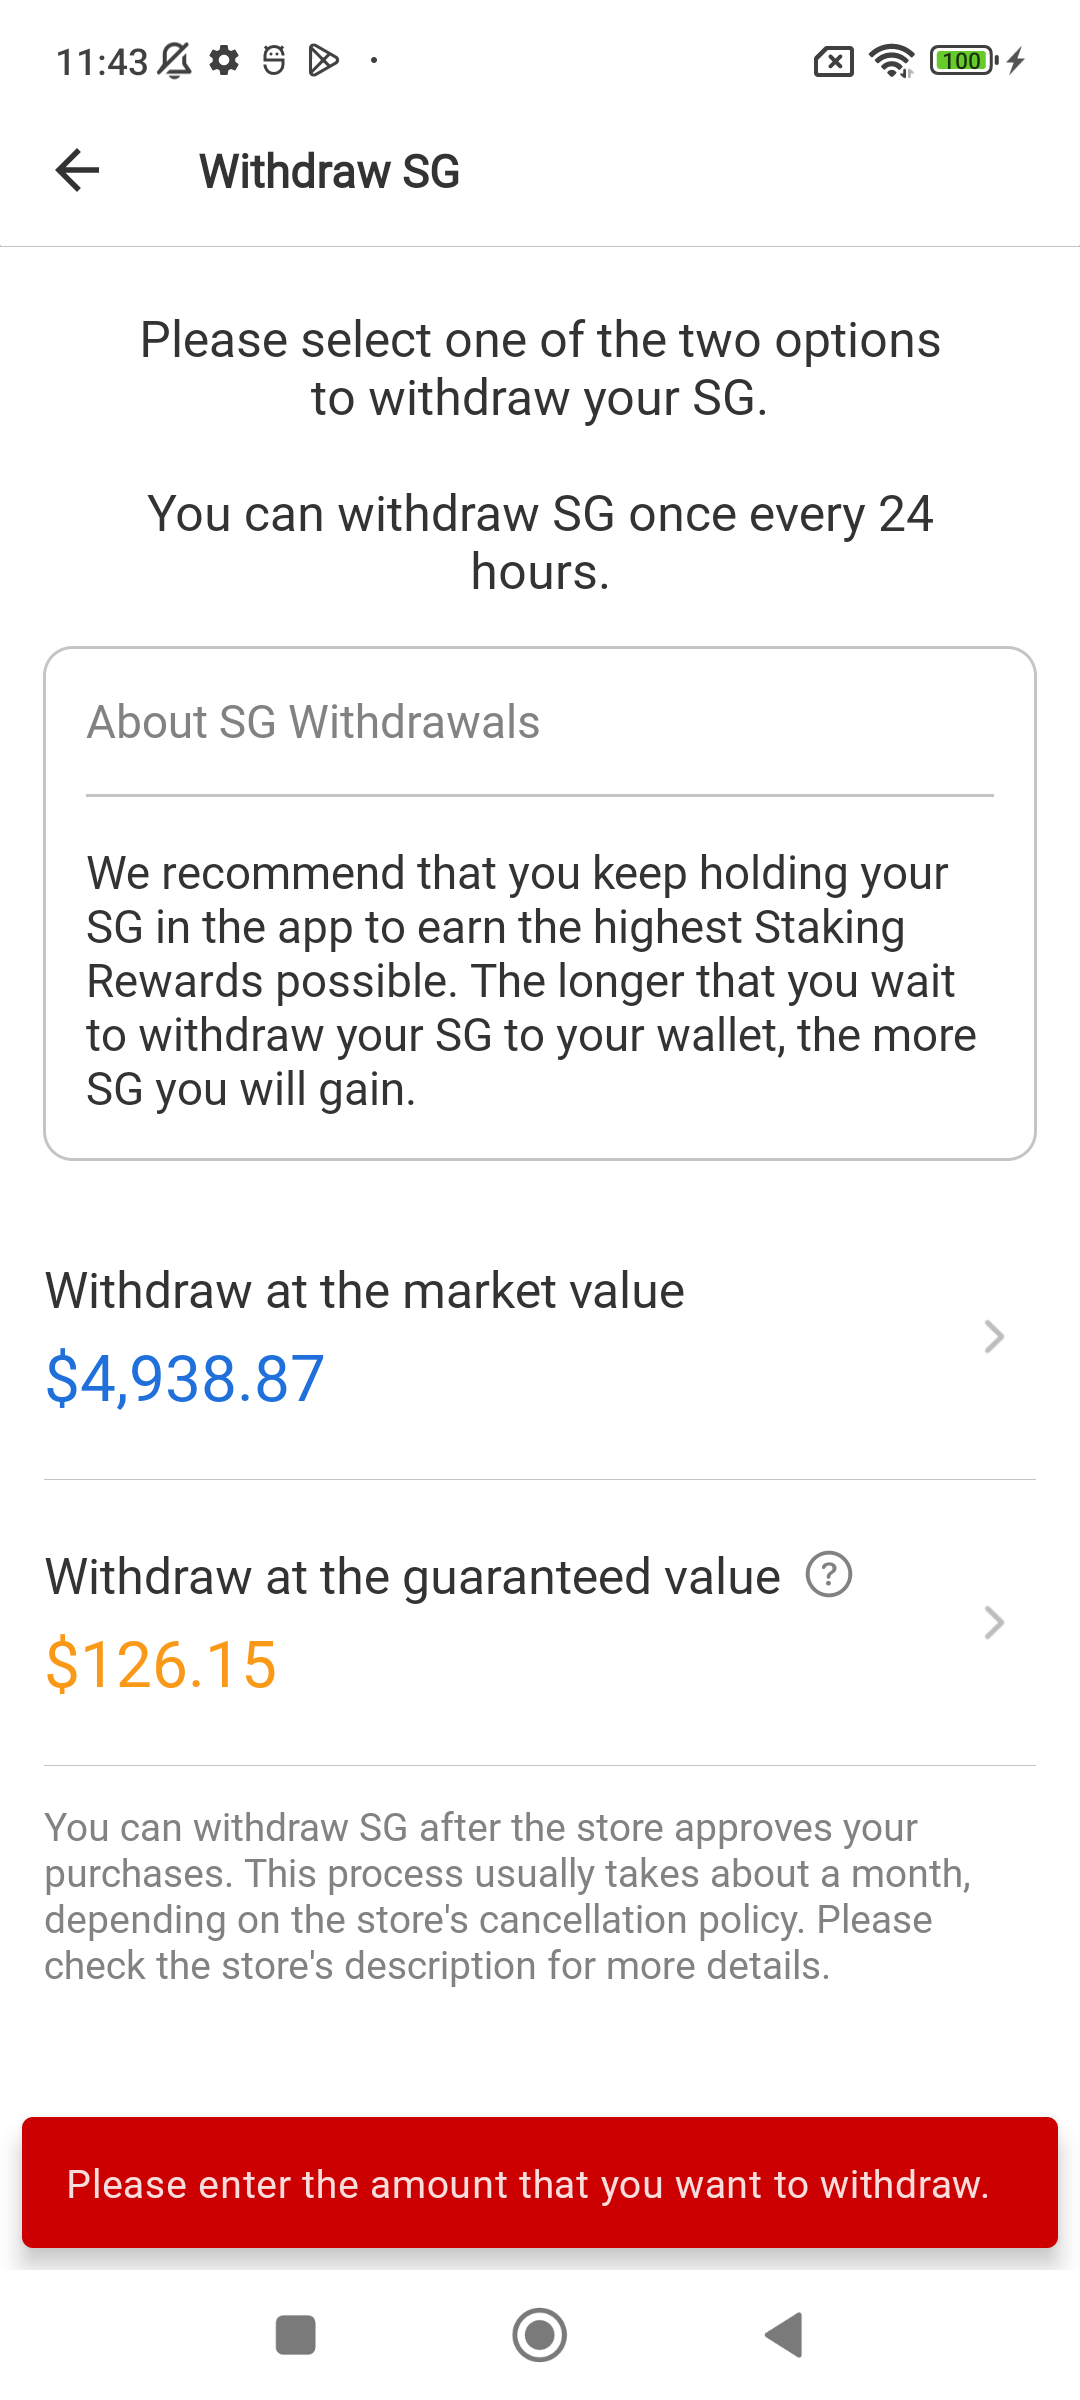 11:43
100
Withdraw SG
Please select one of the two options
to withdraw your SG.
You can withdraw SG once every 24
hours.
About SG Withdrawals
We recommend that you keep holding your
SG in the app to earn the highest Staking
Rewards possible. The longer that you wait
to withdraw your SG to your wallet, the more
SG you will gain.
Withdraw at the market value
$4,938.87
Withdraw at the guaranteed value ?
$126.15
You can withdraw SG after the store approves your
purchases. This process usually takes about a month,
depending on the store's cancellation policy. Please
check the store's description for more details.
Please enter the amount that you want to withdraw.